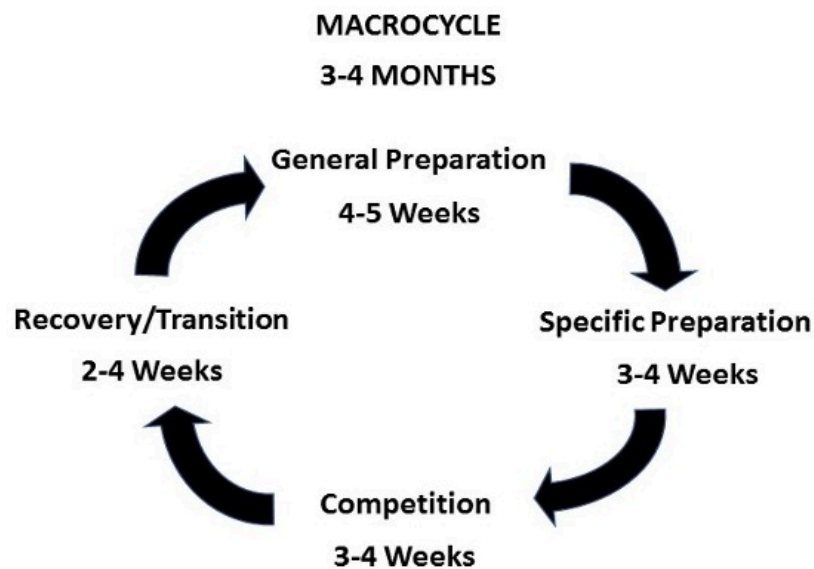 MACROCYCLE
3-4 MONTHS
General Preparation
4-5 Weeks
Specific Preparation
3-4 Weeks
Competition
3-4 Weeks
Recovery/Transition
2-4 Weeks